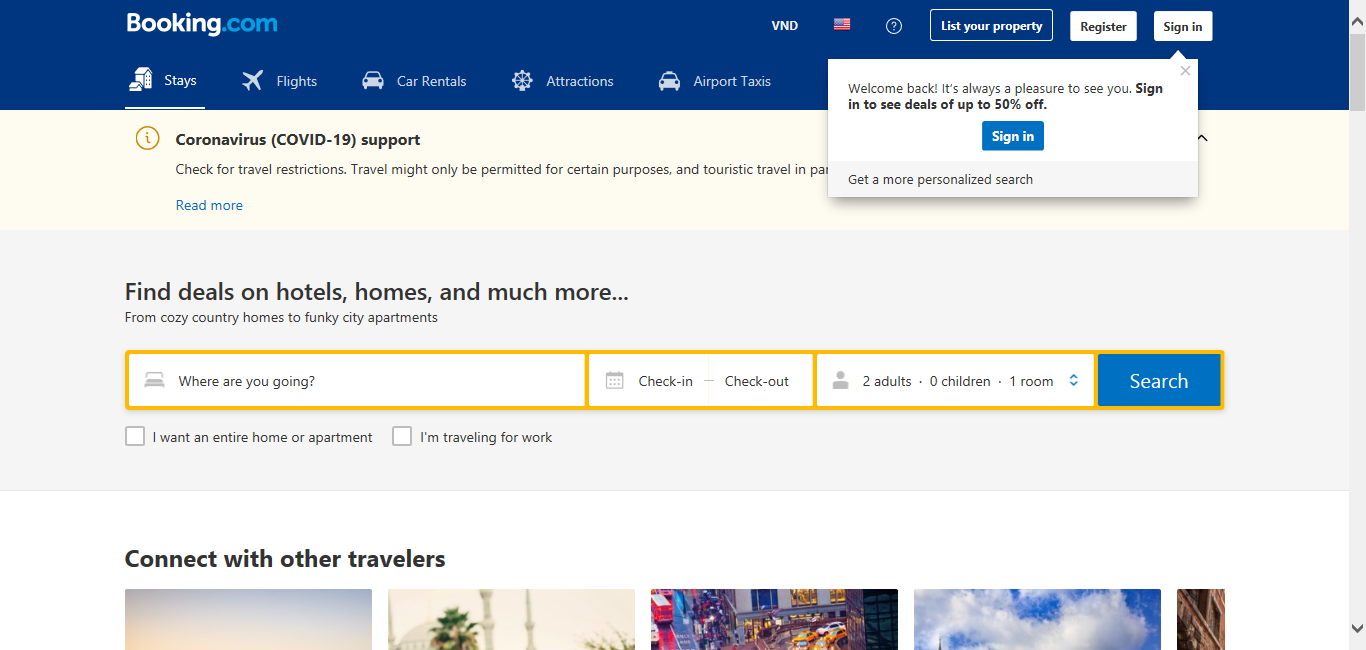 Booking.com
VND
List your property
Register
Sign in
Stays
Flights
Car Rentals
Attractions
Airport Taxis
Welcome back! It's always a pleasure to see you. Sign
in to see deals of up to 50% off.
Sign in
Get a more personalized search
Coronavirus (COVID-19) support
Check for travel restrictions. Travel might only be permitted for certain purposes, and touristic travel in
Read more
Find deals on hotels, homes, and much more...
From cozy country homes to funky city apartments
Where are you going?
Check-in — Check-out
2 adults · 0 children · 1 room
Search
I want an entire home or apartment
I'm traveling for work
Connect with other travelers